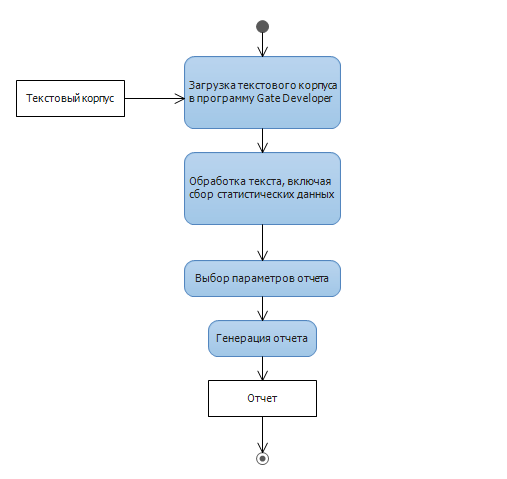 Загрузка текстового корпуса
в программу Gate Developer
Текстовый корпус
Обработка текста, включая
сбор статистических данных
Выбор параметров отчета
Генерация отчета
Отчет